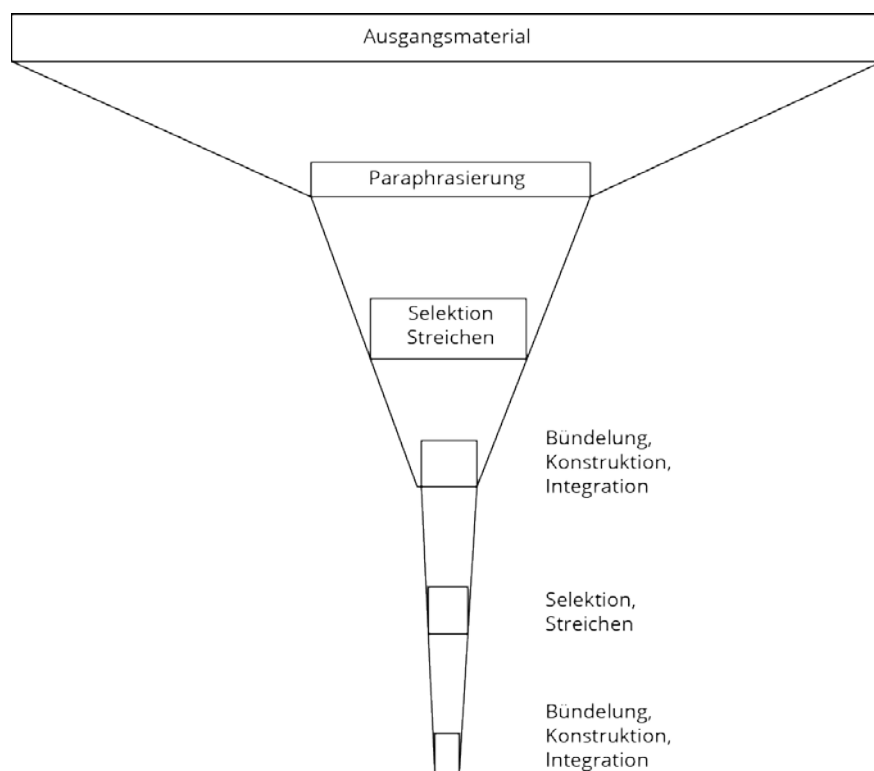 Ausgangsmaterial
Paraphrasierung
Selektion
Streichen
Bündelung,
Konstruktion,
Integration
Selektion,
Streichen
Bündelung,
Konstruktion,
Integration